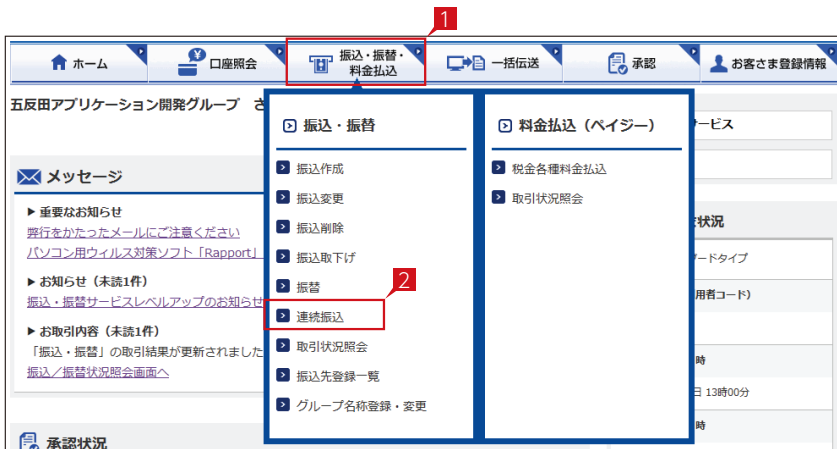 1
ホーム
口座照会
振込・振替・
料金払込
一括伝送
承認
お客さま登録情報
五反田アプリケーション開発グループ
メッセージ
▶ 重要なお知らせ
弊行をかたったメールにご注意ください
パソコン用ウィルス対策ソフト「Rapport」
▶ お知らせ（未読1件）
振込・振替サービスレベルアップのお知らせ
▶ お取引内容（未読1件）
「振込・振替」の取引結果が更新されました
振込／振替状況照会画面へ
承認状況
振込・振替
振込作成
振込変更
振込削除
振込取下げ
振替
2
連続振込
取引状況照会
振込先登録一覧
グループ名称登録・変更
料金払込（ペイジー）
税金各種料金払込
取引状況照会
ービス
状況
ードタイプ
用者コード）
時
日 13時00分
時